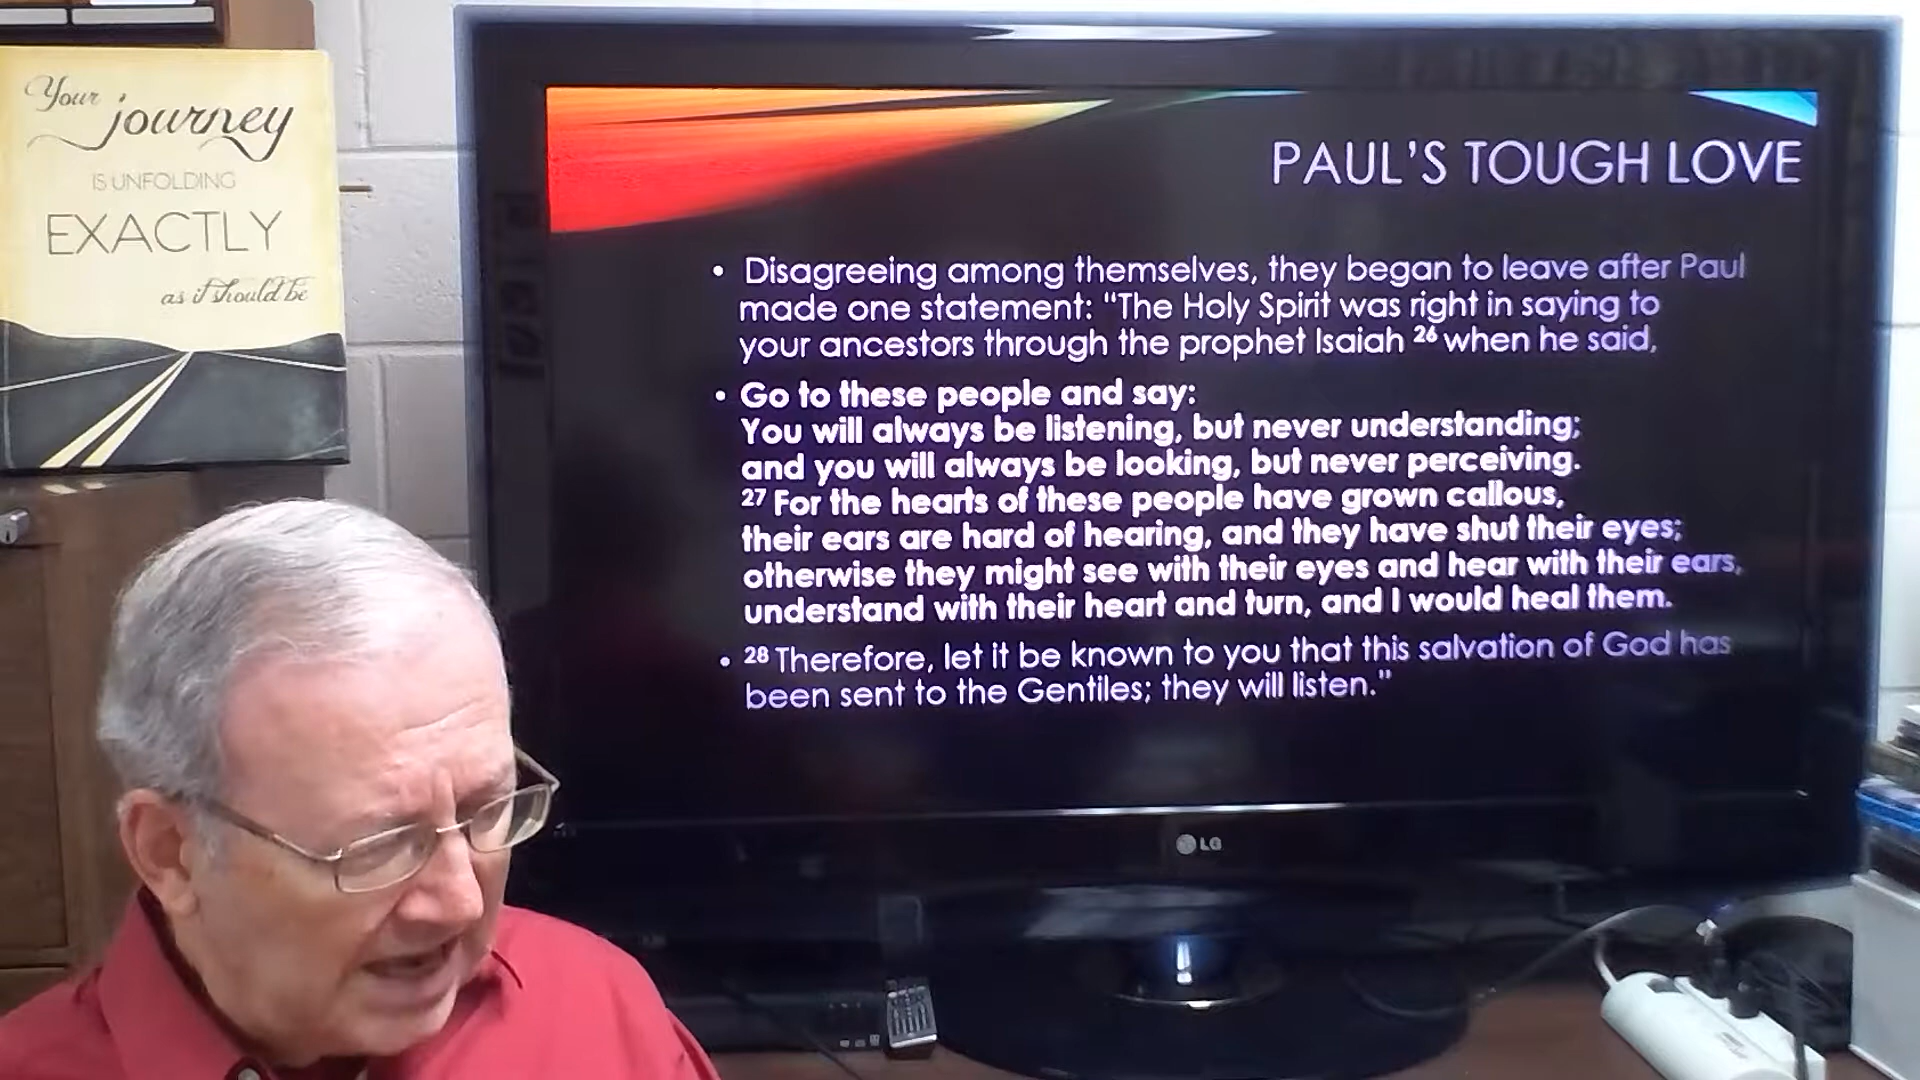 Your
journey
IS UNFOLDING
EXACTLY
as it should be
PAUL'S TOUGH LOVE
• Disagreeing among themselves, they began to leave after Paul
made one statement: “The Holy Spirit was right in saying to
your ancestors through the prophet Isaiah 26 when he said,
• Go to these people and say:
You will always be listening, but never understanding;
and you will always be looking, but never perceiving.
27 For the hearts of these people have grown callous,
their ears are hard of hearing, and they have shut their eyes;
otherwise they might see with their eyes and hear with their ears,
understand with their heart and turn, and I would heal them.
• 28 Therefore, let it be known to you that this salvation of God has
been sent to the Gentiles; they will listen.”
LG